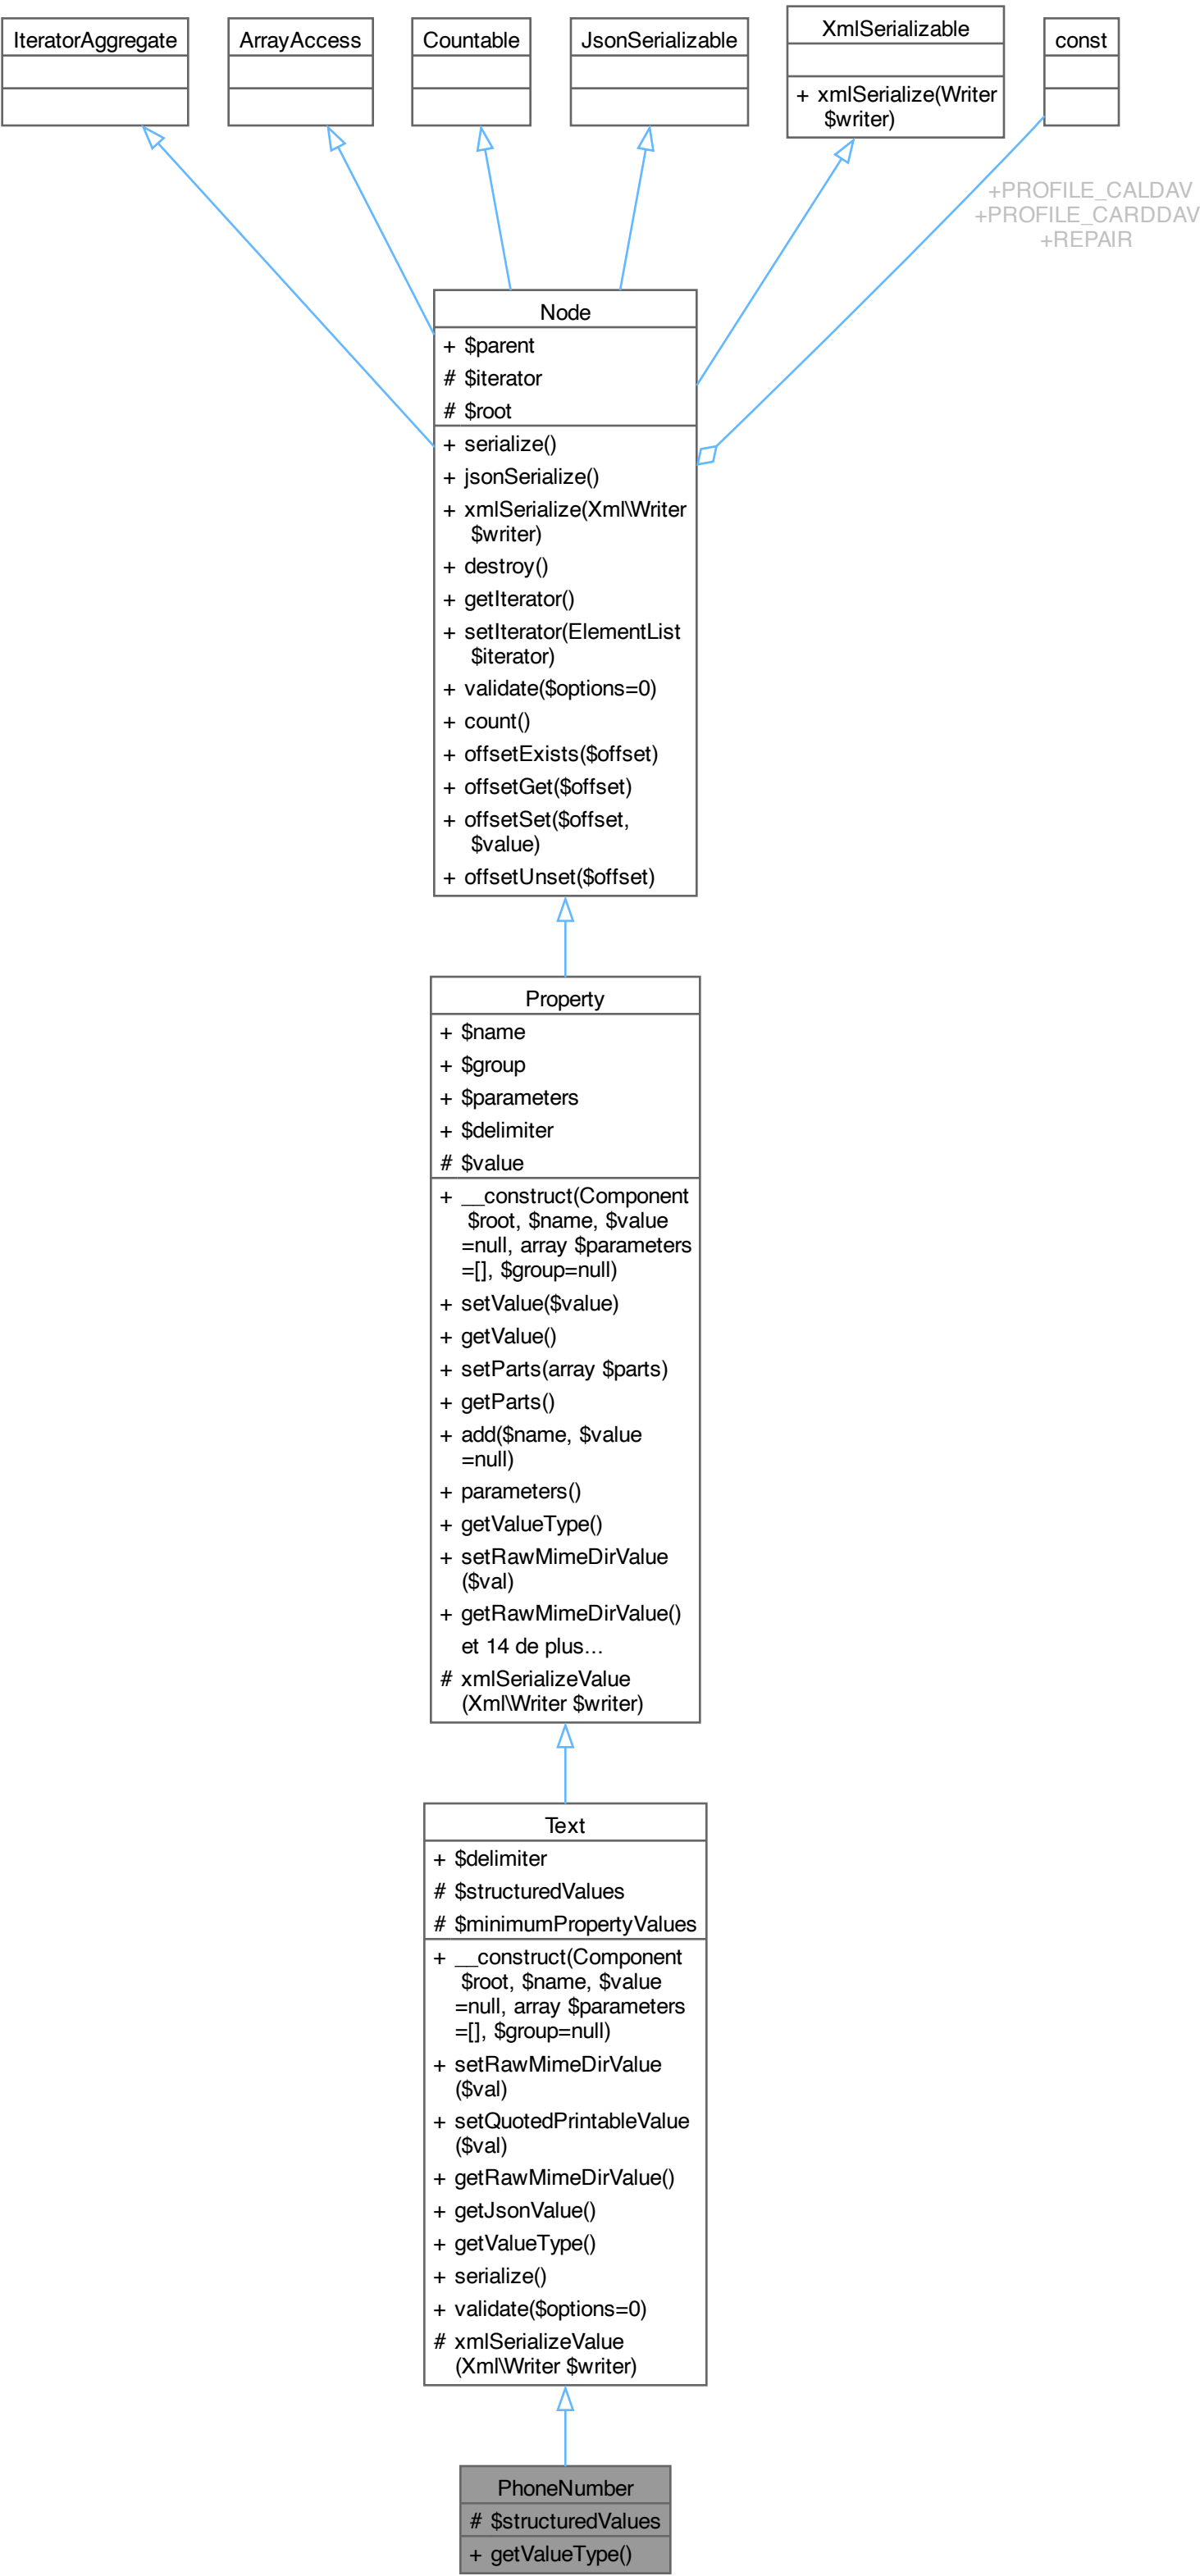 IteratorAggregate
ArrayAccess
Countable
JsonSerializable
XmlSerializable
+ xmlSerialize(Writer
$writer)
const
+PROFILE_CALDAV
+PROFILE_CARDDAV
+REPAIR
Node
+ $parent
# $iterator
# $root
+ serialize()
+ jsonSerialize()
+ xmlSerialize(Xml\Writer
$writer)
+ destroy()
+ getIterator()
+ setIterator(ElementList
$iterator)
+ validate($options=0)
+ count()
+ offsetExists($offset)
+ offsetGet($offset)
+ offsetSet($offset,
$value)
+ offsetUnset($offset)
Property
+ $name
+ $group
+ $parameters
+ $delimiter
# $value
+ __construct(Component
$root, $name, $value
=null, array $parameters
=[], $group=null)
+ setValue($value)
+ getValue()
+ setParts(array $parts)
+ getParts()
+ add($name, $value
=null)
+ parameters()
+ getValueType()
+ setRawMimeDirValue
($val)
+ getRawMimeDirValue()
et 14 de plus...
# xmlSerializeValue
(Xml\Writer $writer)
Text
+ $delimiter
# $structuredValues
# $minimumPropertyValues
+ __construct(Component
$root, $name, $value
=null, array $parameters
=[], $group=null)
+ setRawMimeDirValue
($val)
+ setQuotedPrintableValue
($val)
+ getRawMimeDirValue()
+ getJsonValue()
+ getValueType()
+ serialize()
+ validate($options=0)
# xmlSerializeValue
(Xml\Writer $writer)
PhoneNumber
# $structuredValues
+ getValueType()